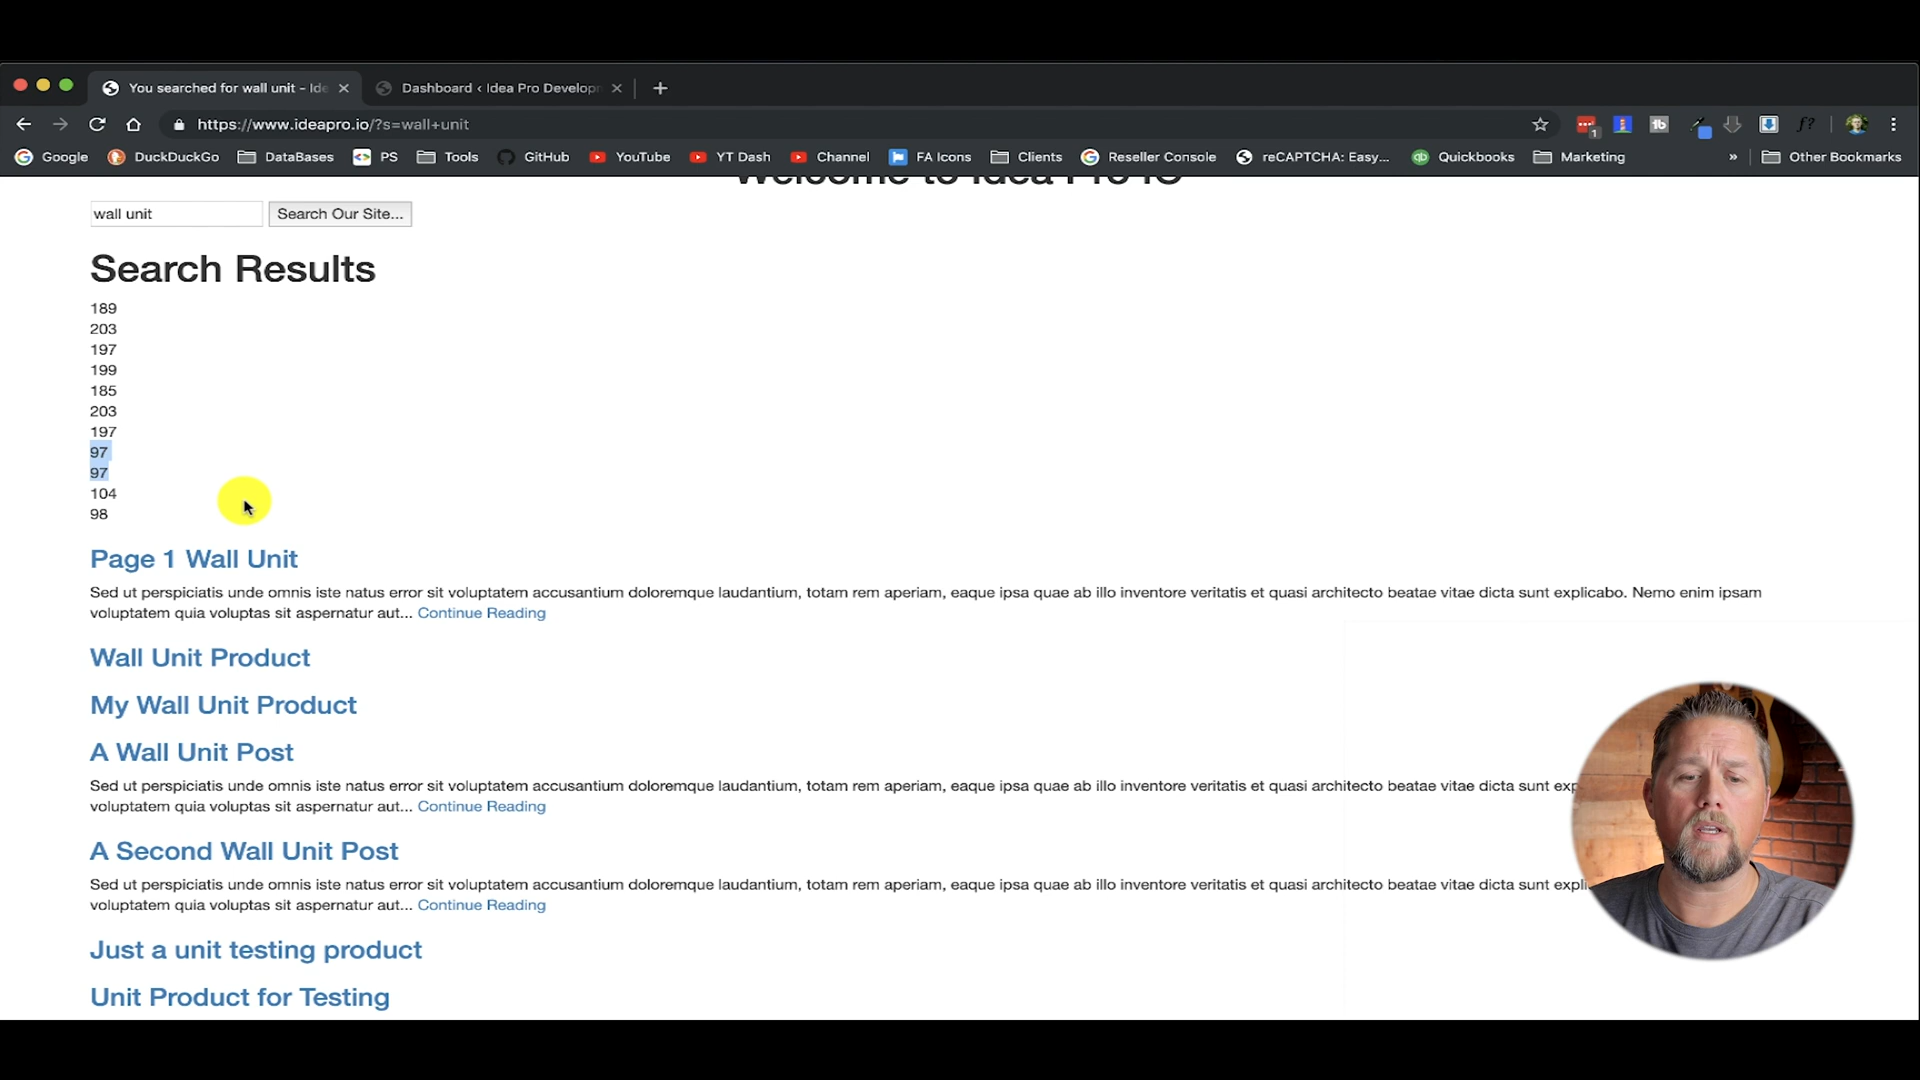 You searched for wall unit - Ide
Dashboard ‹ Idea Pro Develop
https://www.ideapro.io/?s=wall+unit
1
Google DuckDuckGo DataBases PS Tools GitHub YouTube YT Dash Channel FA Icons Clients Reseller Console reCAPTCHA: Easy... Quickbooks Marketing » Other Bookmarks
Welcome to Idea Pro IO
wall unit Search Our Site...
Search Results
189
203
197
199
185
203
197
97
97
104
98
Page 1 Wall Unit
Sed ut perspiciatis unde omnis iste natus error sit voluptatem accusantium doloremque laudantium, totam rem aperiam, eaque ipsa quae ab illo inventore veritatis et quasi architecto beatae vitae dicta sunt explicabo. Nemo enim ipsam
voluptatem quia voluptas sit aspernatur aut... Continue Reading
Wall Unit Product
My Wall Unit Product
A Wall Unit Post
Sed ut perspiciatis unde omnis iste natus error sit voluptatem accusantium doloremque laudantium, totam rem aperiam, eaque ipsa quae ab illo inventore veritatis et quasi architecto beatae vitae dicta sunt exp
voluptatem quia voluptas sit aspernatur aut... Continue Reading
A Second Wall Unit Post
Sed ut perspiciatis unde omnis iste natus error sit voluptatem accusantium doloremque laudantium, totam rem aperiam, eaque ipsa quae ab illo inventore veritatis et quasi architecto beatae vitae dicta sunt expli
voluptatem quia voluptas sit aspernatur aut... Continue Reading
Just a unit testing product
Unit Product for Testing